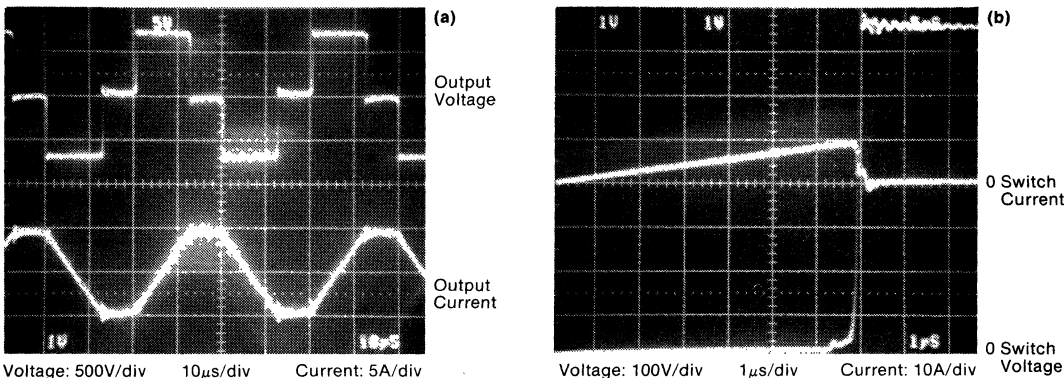 5V
(a)
Output
Voltage
Output
Current
1V
10µS
Voltage: 500V/div 10µs/div Current: 5A/div
1V 1V
(b)
0 Switch
Current
1µS
0 Switch
Voltage
Voltage: 100V/div 1µs/div Current: 10A/div